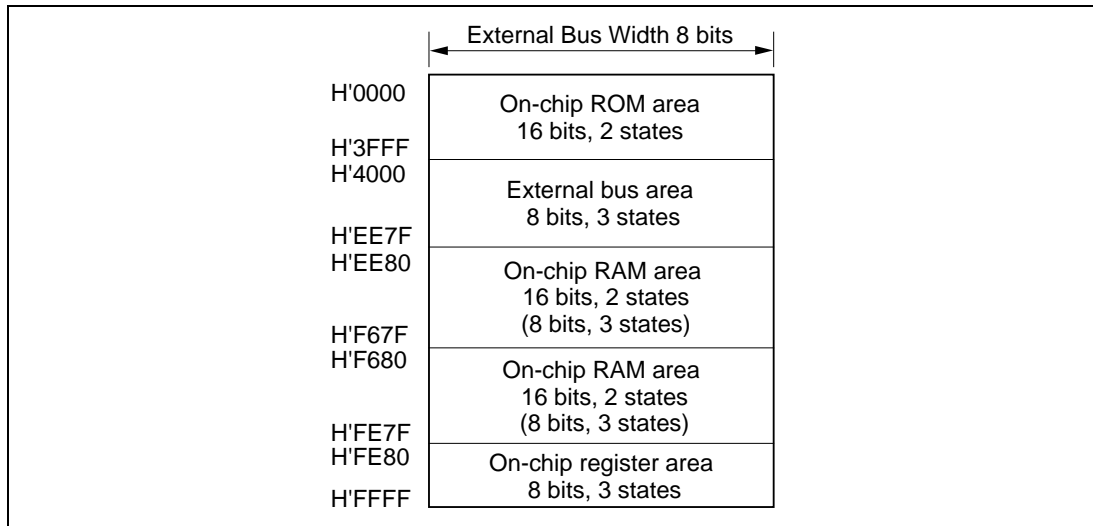 External Bus Width 8 bits
H'0000
On-chip ROM area
16 bits, 2 states
H'3FFF
H'4000
External bus area
8 bits, 3 states
H'EE7F
H'EE80
On-chip RAM area
16 bits, 2 states
(8 bits, 3 states)
H'F67F
H'F680
On-chip RAM area
16 bits, 2 states
(8 bits, 3 states)
H'FE7F
H'FE80
On-chip register area
8 bits, 3 states
H'FFFF